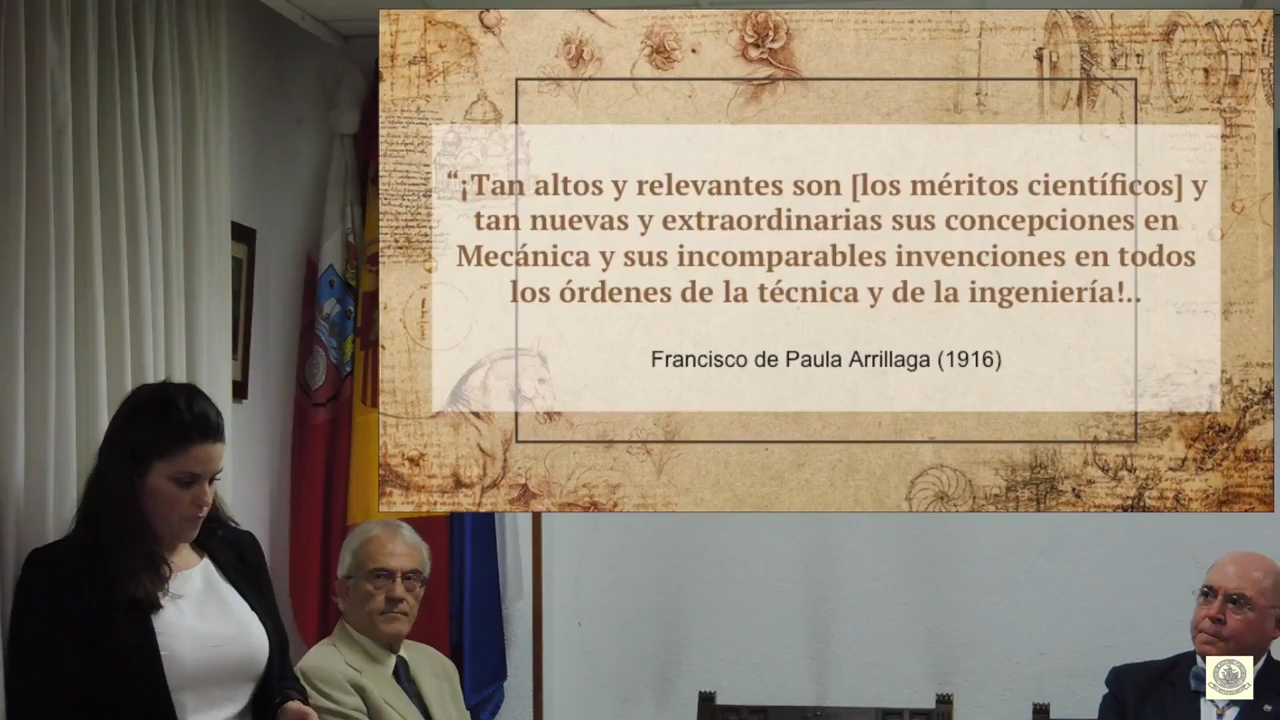 “¡Tan altos y relevantes son [los méritos científicos] y
tan nuevas y extraordinarias sus concepciones en
Mecánica y sus incomparables invenciones en todos
los órdenes de la técnica y de la ingeniería!..
Francisco de Paula Arrillaga (1916)